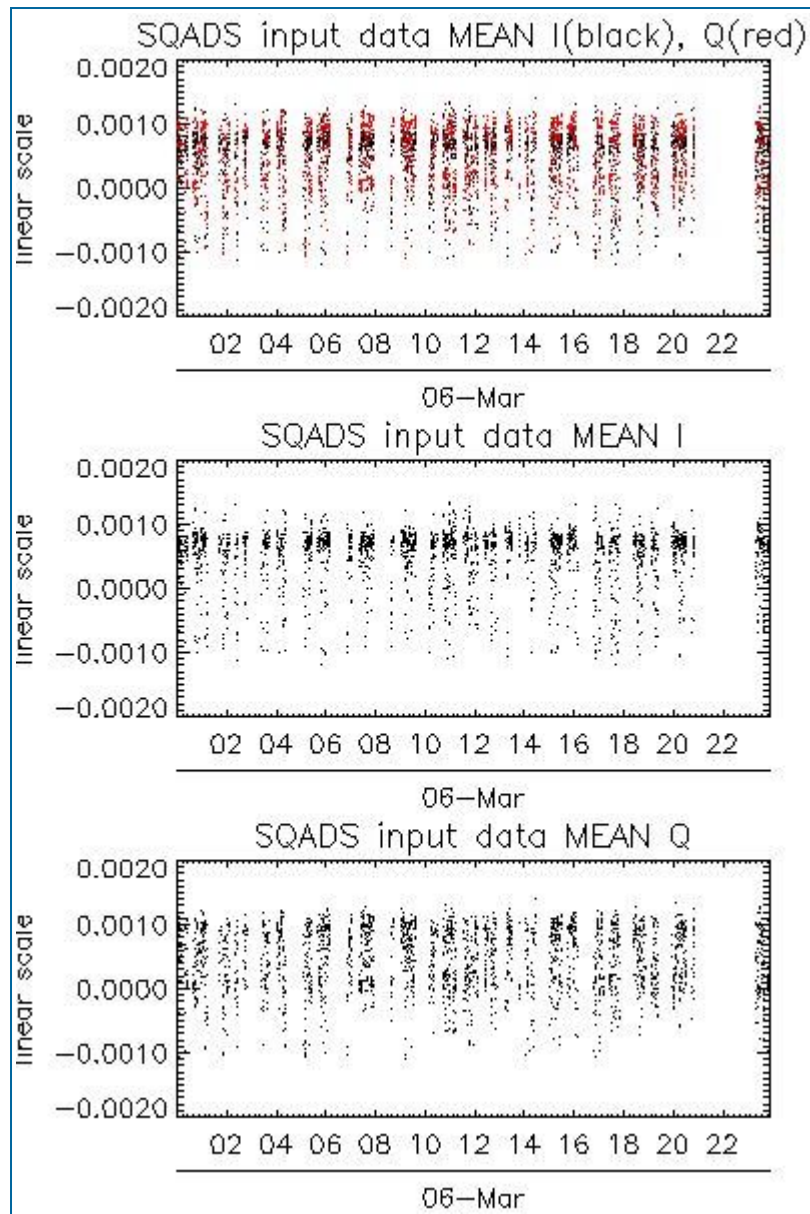 SQADS input data MEAN I(black), Q(red)
0.0020
0.0010
0.0000
−0.0010
−0.0020
linear scale
02 04 06 08 10 12 14 16 18 20 22
06−Mar
SQADS input data MEAN I
0.0020
0.0010
0.0000
−0.0010
−0.0020
linear scale
02 04 06 08 10 12 14 16 18 20 22
06−Mar
SQADS input data MEAN Q
0.0020
0.0010
0.0000
−0.0010
−0.0020
linear scale
02 04 06 08 10 12 14 16 18 20 22
06−Mar